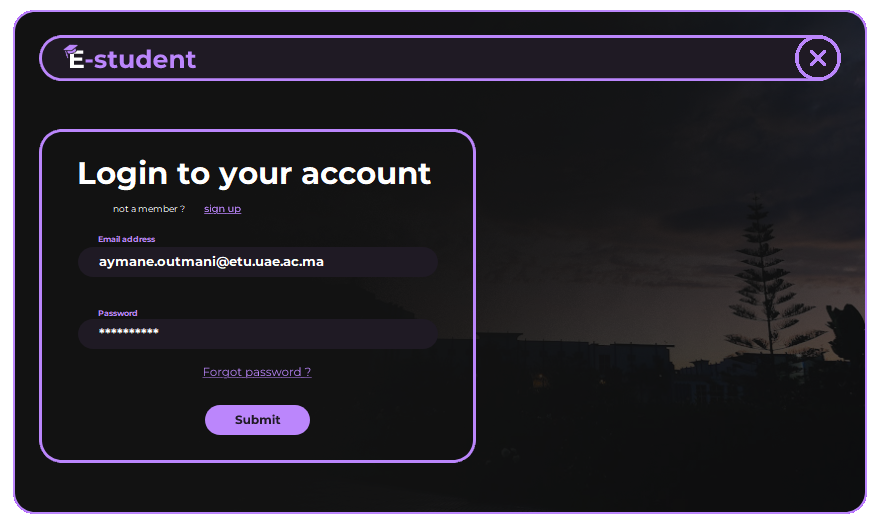 E-student
Login to your account
not a member ? sign up
Email address
aymane.outmani@etu.uae.ac.ma
Password
**********
Forgot password ?
Submit